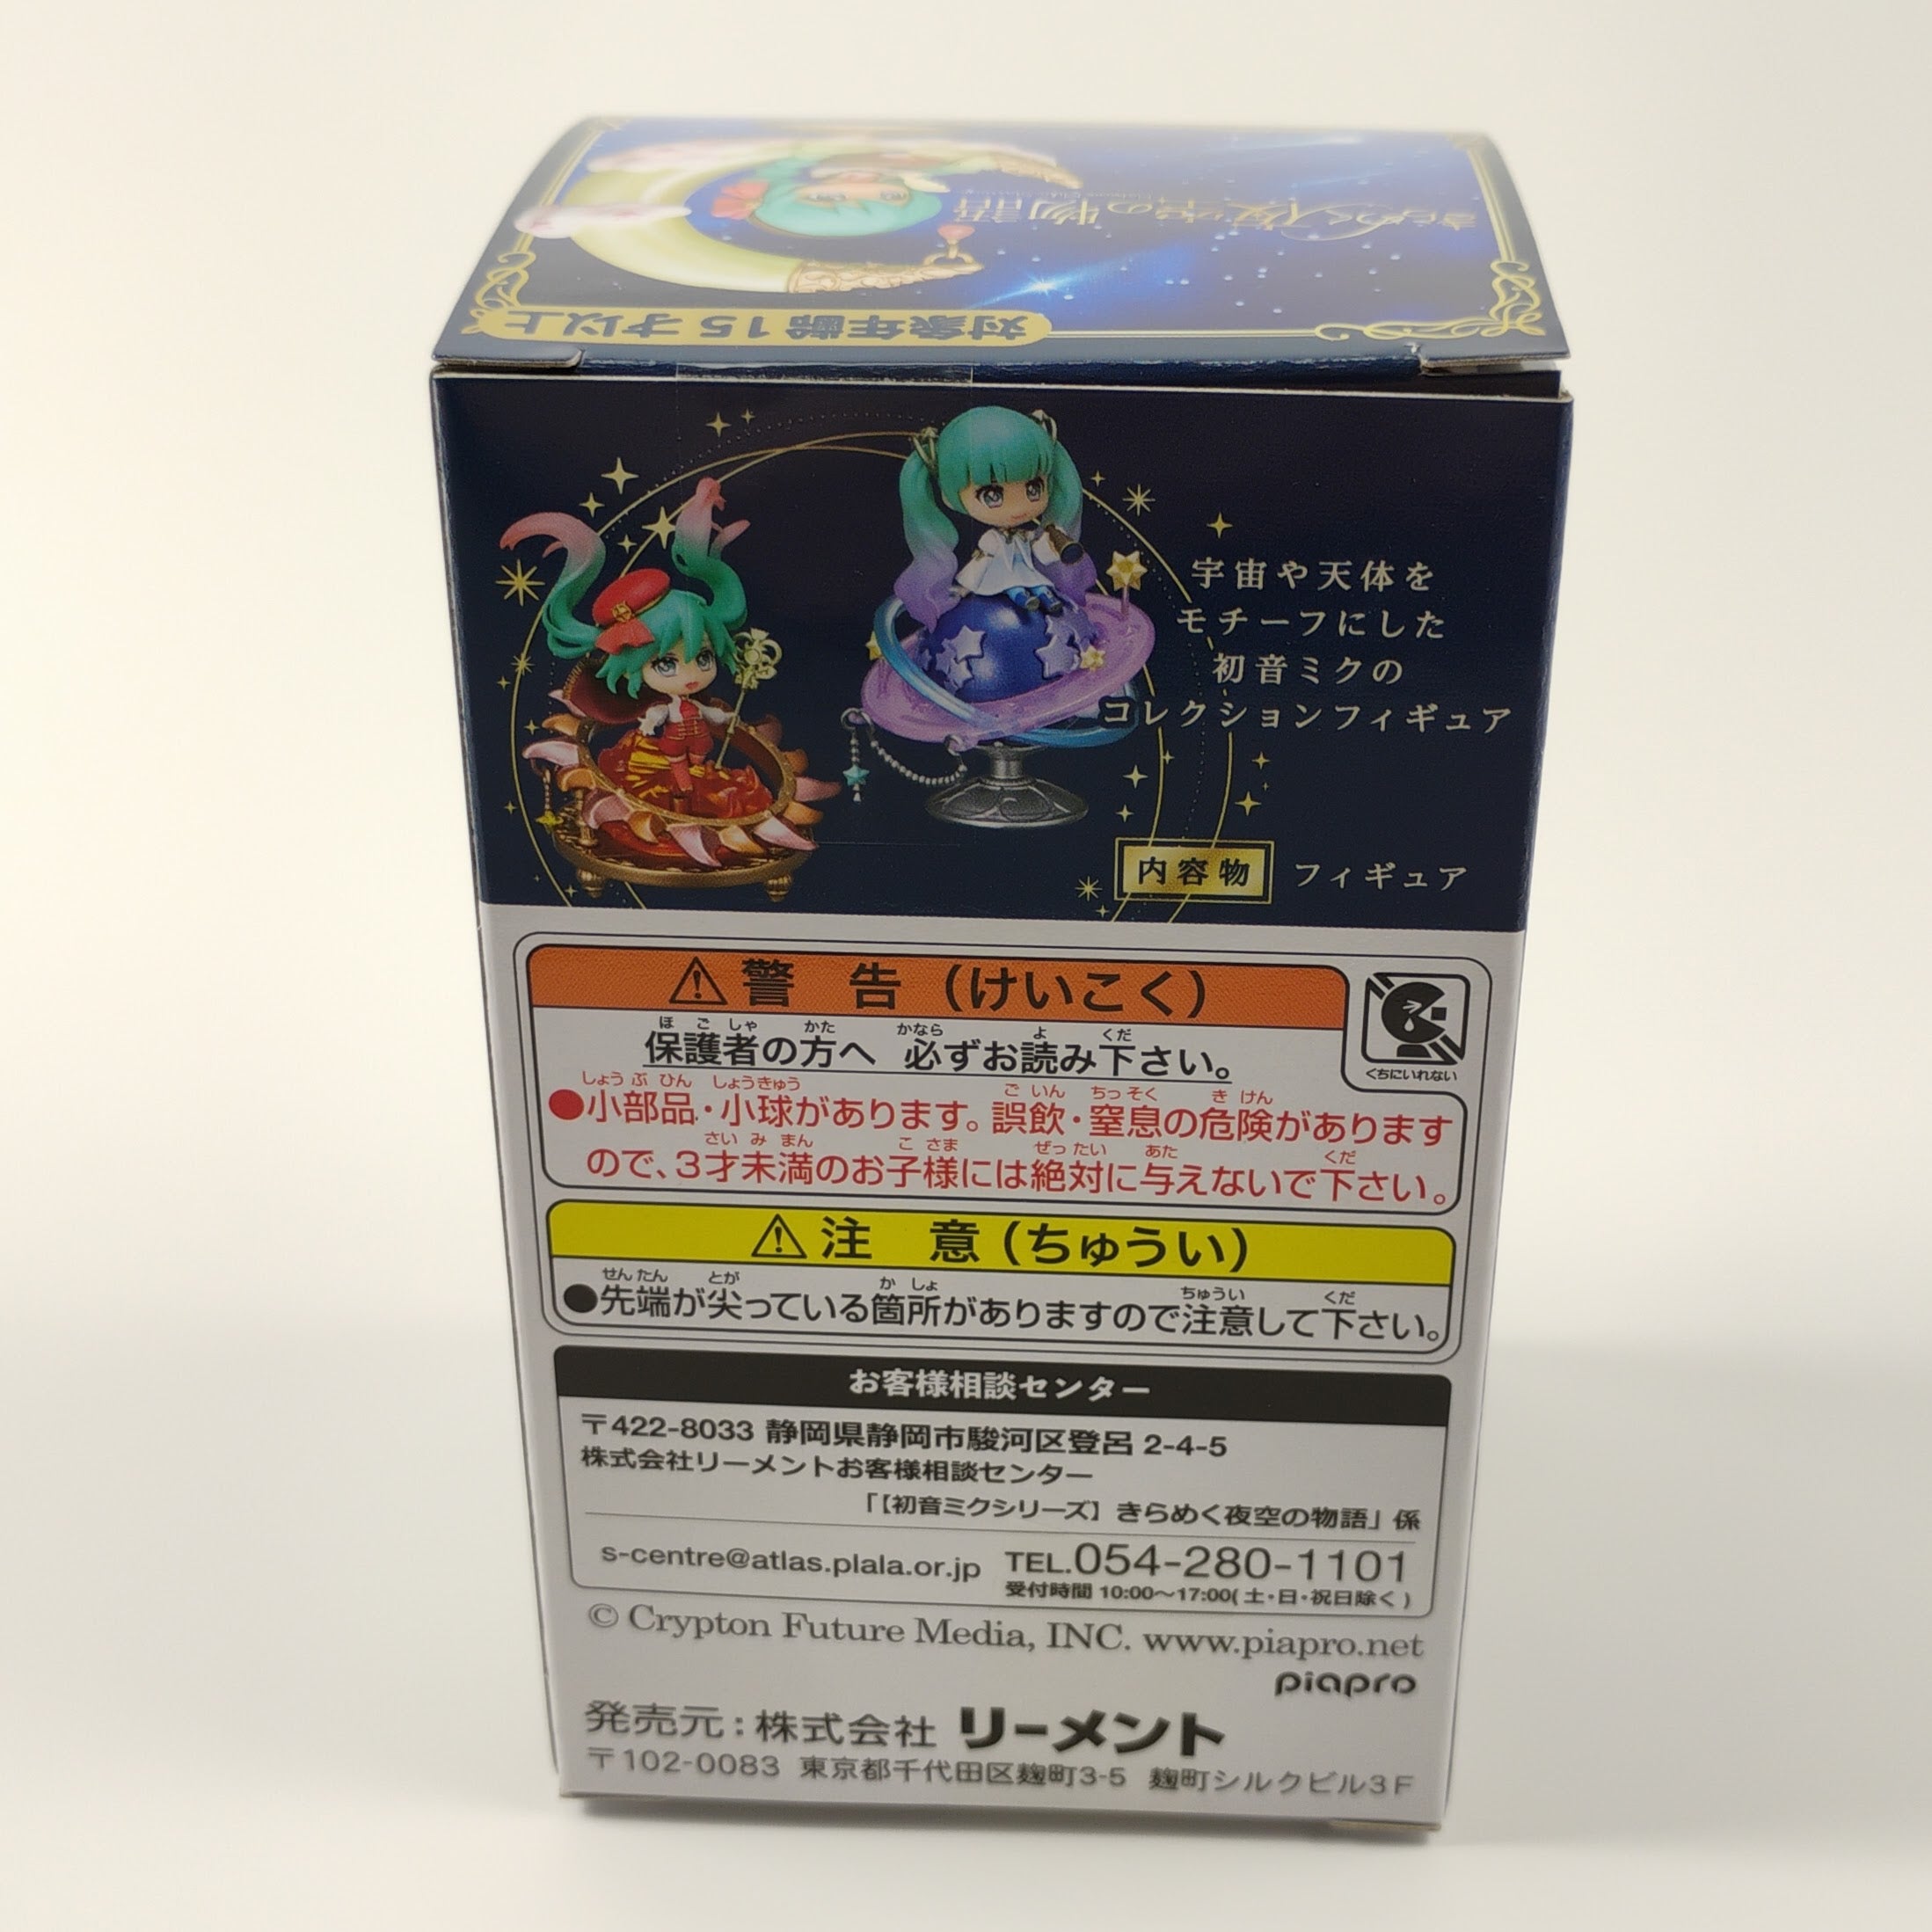 きらめく夜空の物語
対象年齢15才以上
宇宙や天体を
モチーフにした
初音ミクの
コレクションフィギュア
内容物 フィギュア
警 告（けいこく）
くちにいれない
保護者の方へ 必ずお読み下さい。
●小部品・小球があります。誤飲・窒息の危険があります
ので、3才未満のお子様には絶対に与えないで下さい。
注 意（ちゅうい）
●先端が尖っている箇所がありますので注意して下さい。
お客様相談センター
〒422-8033 静岡県静岡市駿河区登呂 2-4-5
株式会社リーメントお客様相談センター
「【初音ミクシリーズ】きらめく夜空の物語」係
s-centre@atlas.plala.or.jp TEL.054-280-1101
受付時間 10:00〜17:00(土・日・祝日除く)
© Crypton Future Media, INC. www.piapro.net
piapro
発売元：株式会社 リーメント
〒102-0083 東京都千代田区麹町3-5 麹町シルクビル3F